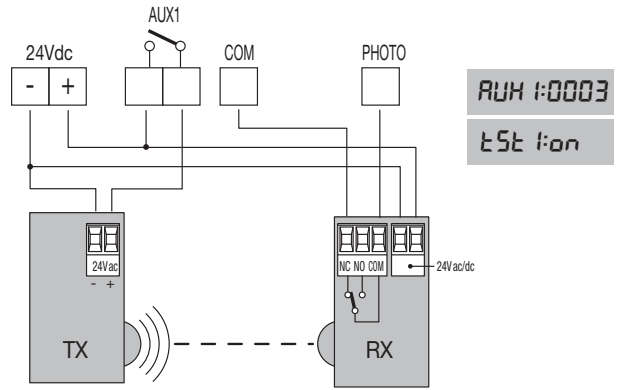 AUX1
24Vdc
COM
PHOTO
- +
AUX 1:0003
tSt 1:on
24Vac
- +
NC NO COM
24Vac/dc
TX
RX